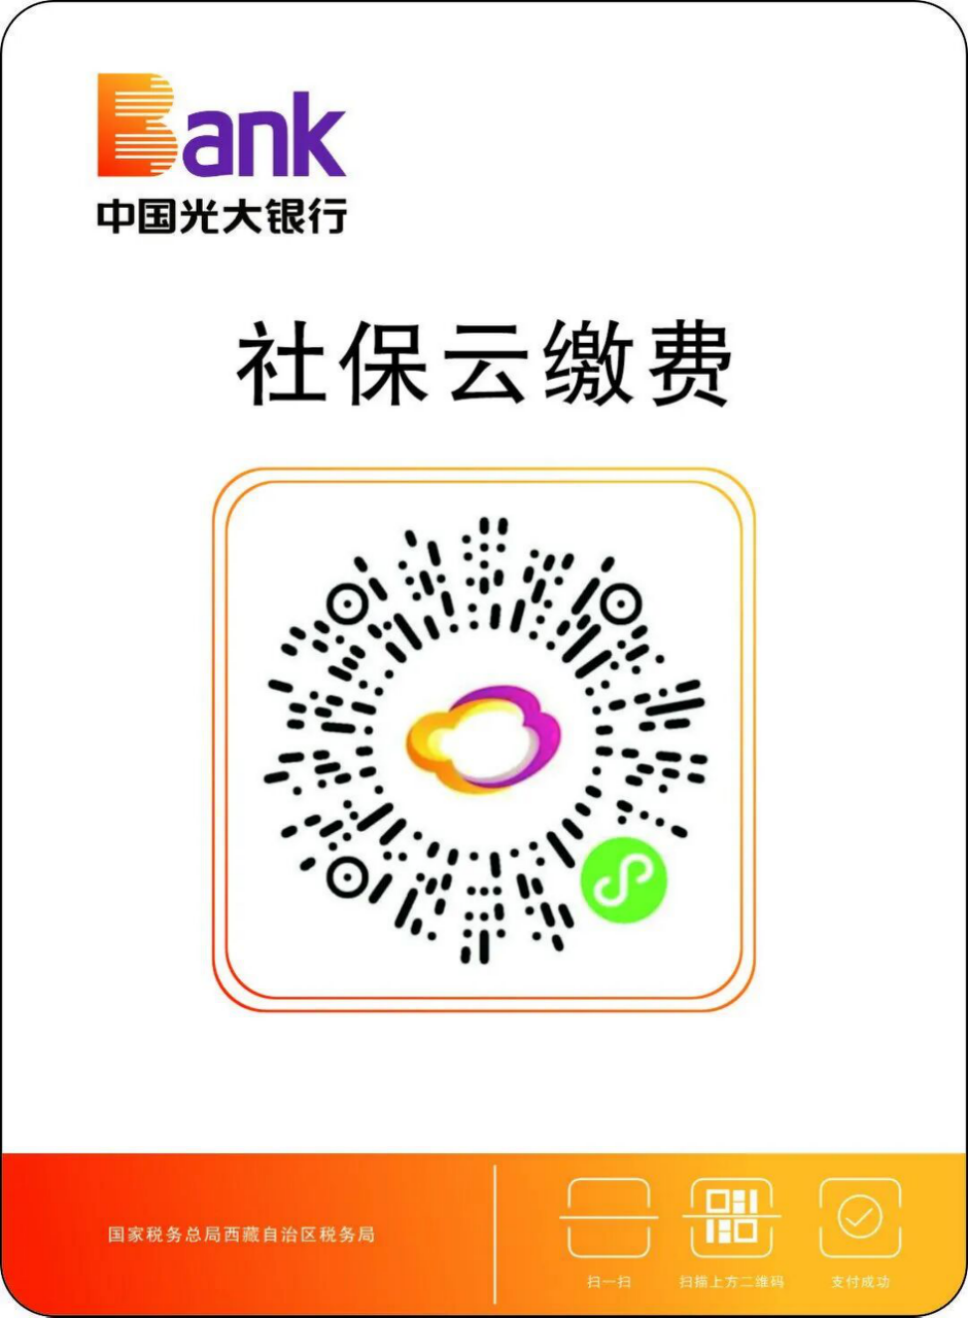 Bank
中国光大银行
社保云缴费
国家税务总局西藏自治区税务局
扫一扫
扫描上方二维码
支付成功